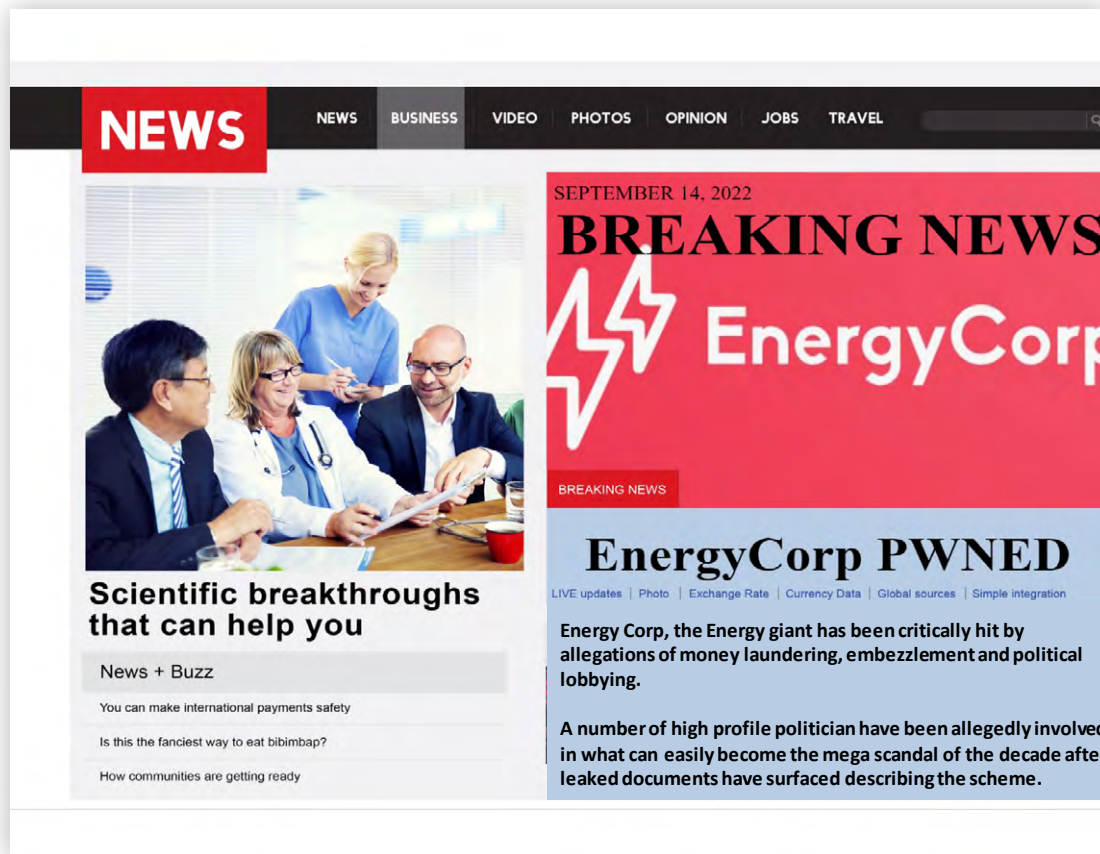 NEWS
NEWS BUSINESS VIDEO PHOTOS OPINION JOBS TRAVEL
Scientific breakthroughs
that can help you
News + Buzz
You can make international payments safety
Is this the fanciest way to eat bibimbap?
How communities are getting ready
SEPTEMBER 14, 2022
BREAKING NEWS
EnergyCorp
BREAKING NEWS
EnergyCorp PWNED
LIVE updates | Photo | Exchange Rate | Currency Data | Global sources | Simple integration
Energy Corp, the Energy giant has been critically hit by
allegations of money laundering, embezzlement and political
lobbying.
A number of high profile politician have been allegedly involved
in what can easily become the mega scandal of the decade afte
leaked documents have surfaced describing the scheme.